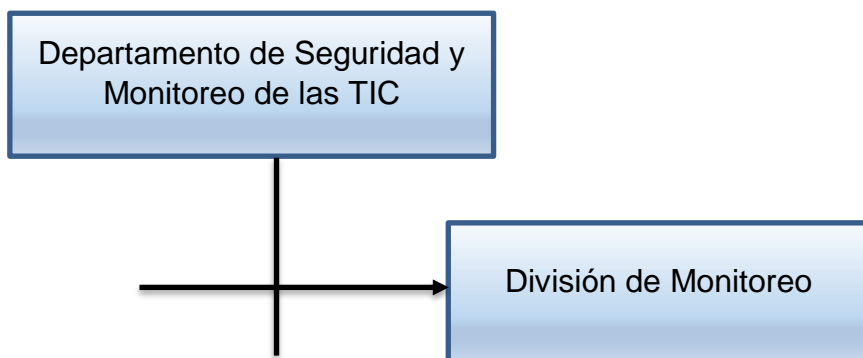 Departamento de Seguridad y
Monitoreo de las TIC
División de Monitoreo